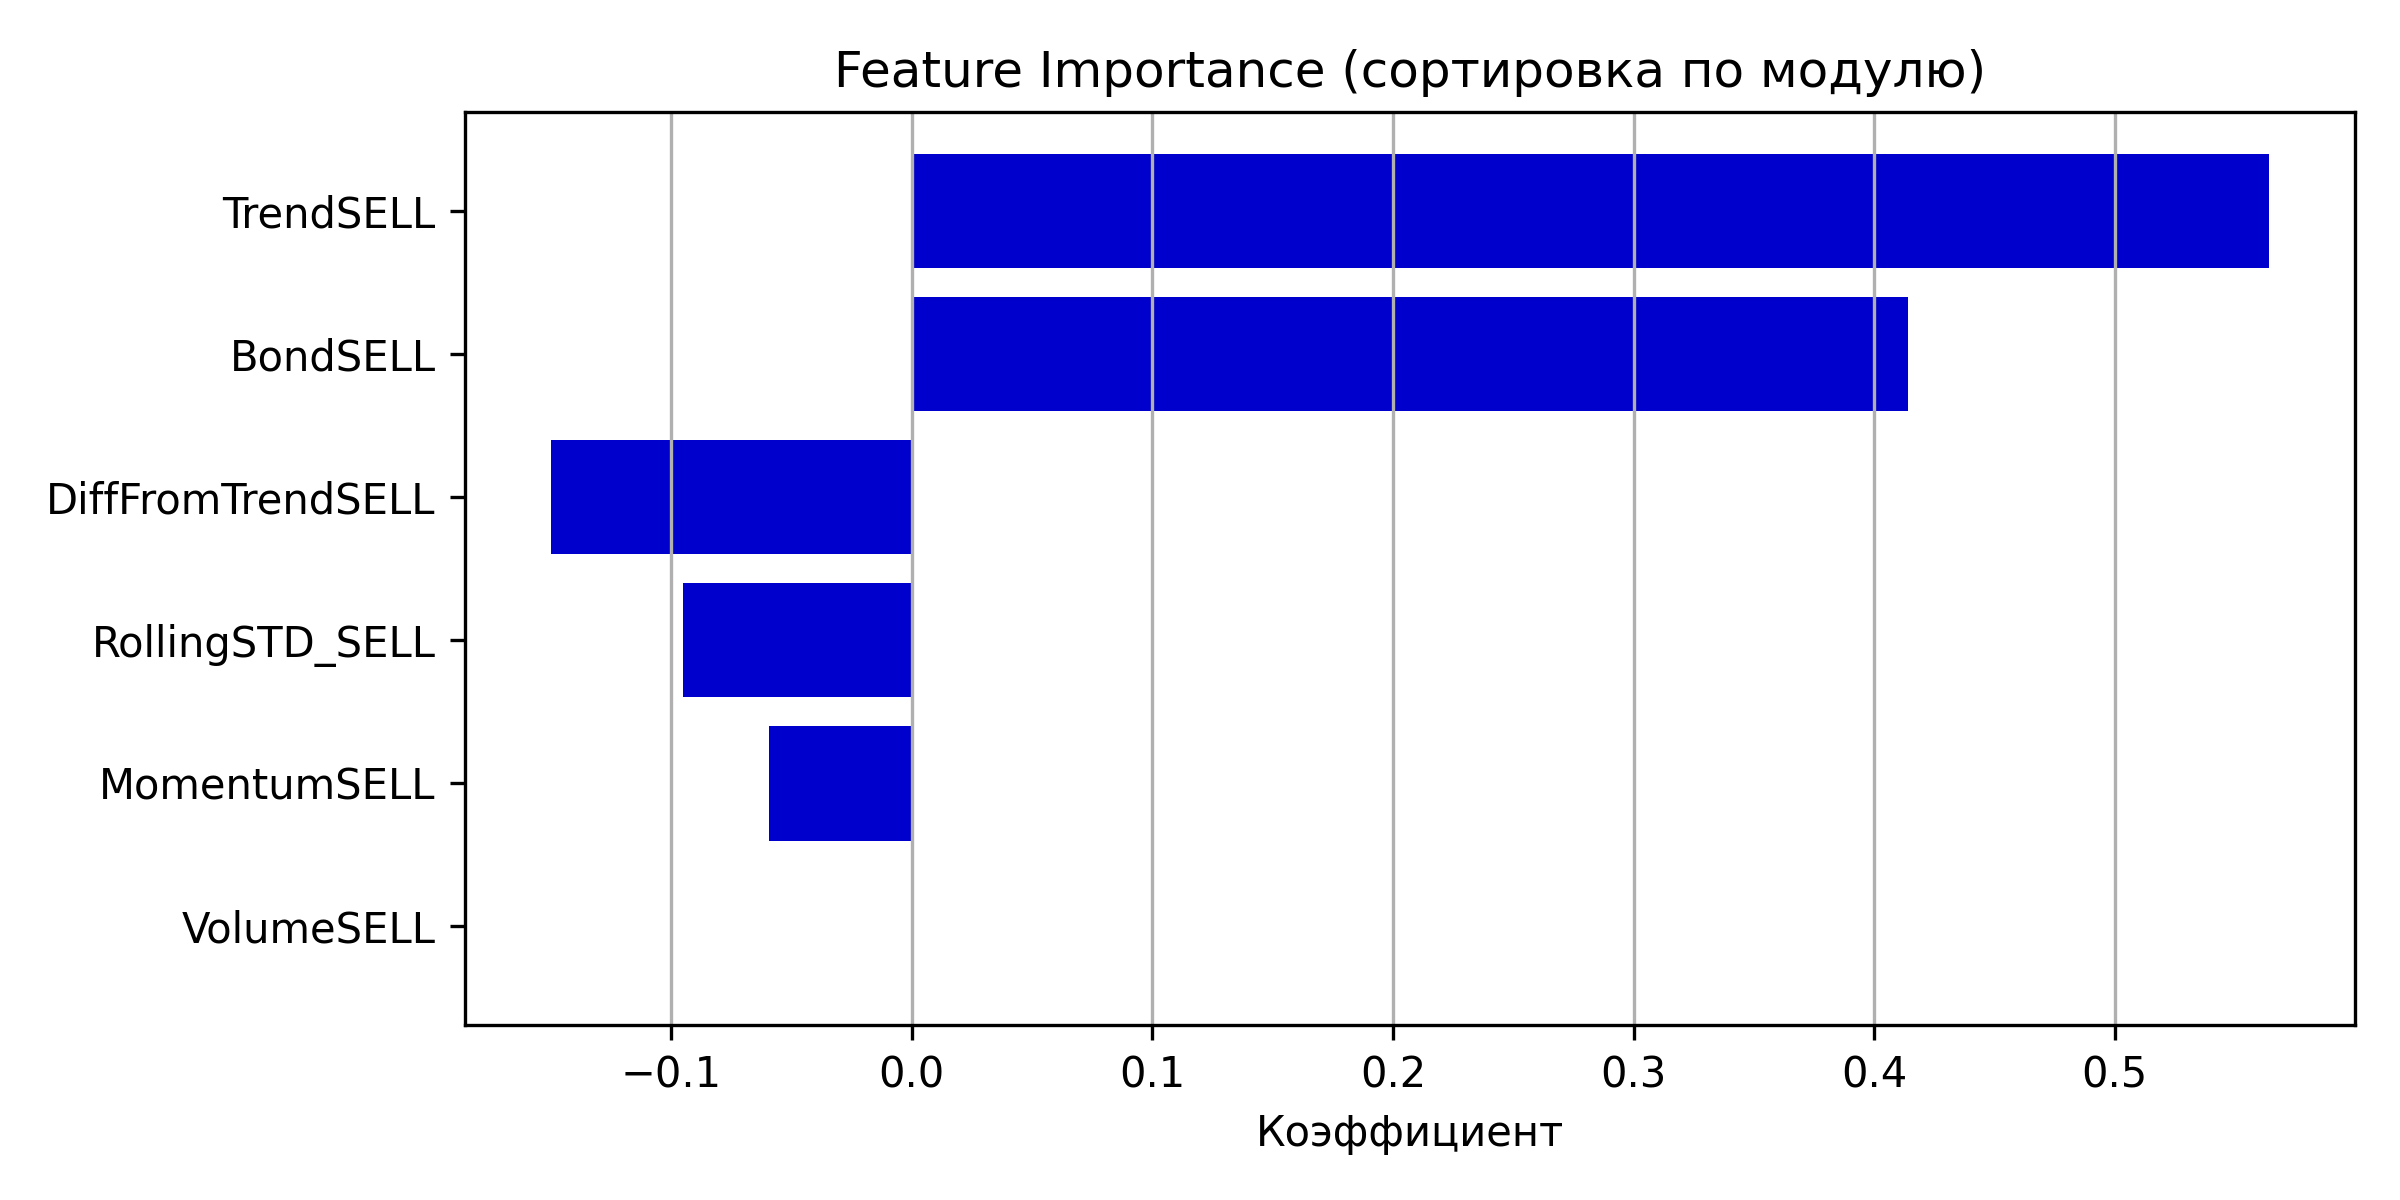 Feature Importance (сортировка по модулю)
TrendSELL
BondSELL
DiffFromTrendSELL
RollingSTD_SELL
MomentumSELL
VolumeSELL
−0.1 0.0 0.1 0.2 0.3 0.4 0.5
Коэффициент